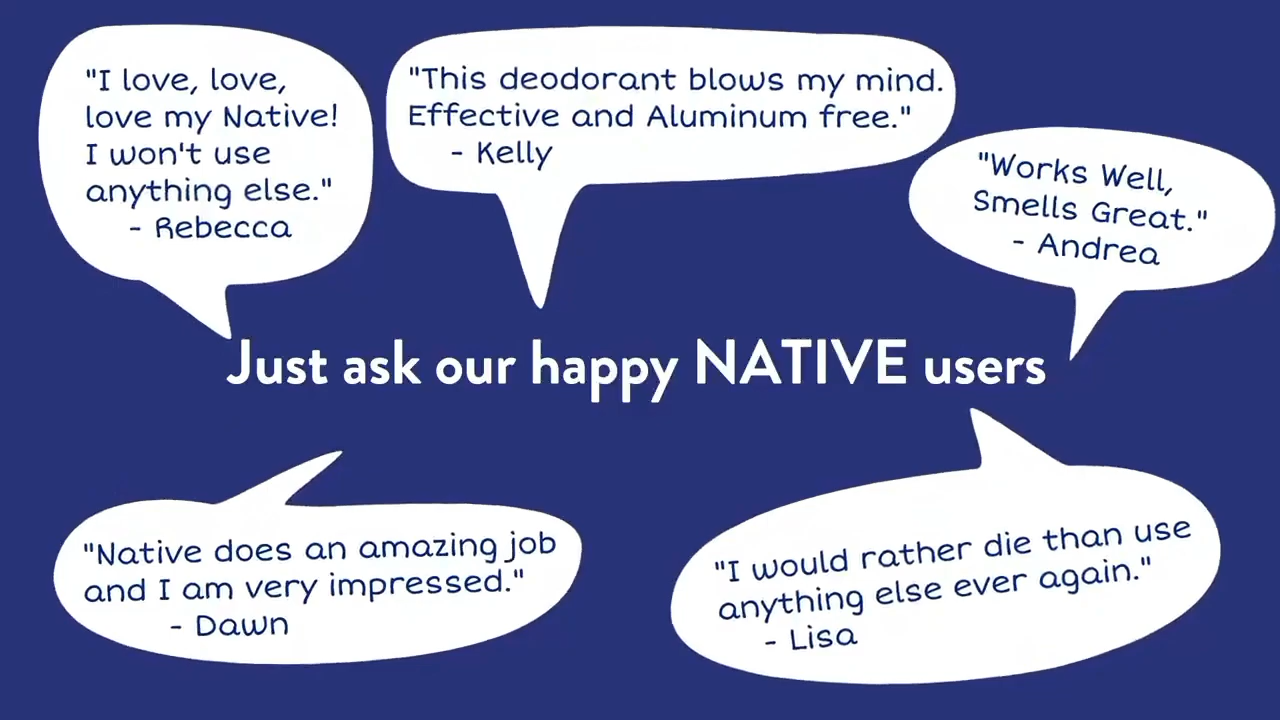 "I love, love,
love my Native!
I won't use
anything else."
- Rebecca
"This deodorant blows my mind.
Effective and Aluminum free."
- Kelly
"Works Well,
Smells Great."
- Andrea
Just ask our happy NATIVE users
"Native does an amazing job
and I am very impressed."
- Dawn
"I would rather die than use
anything else ever again."
- Lisa